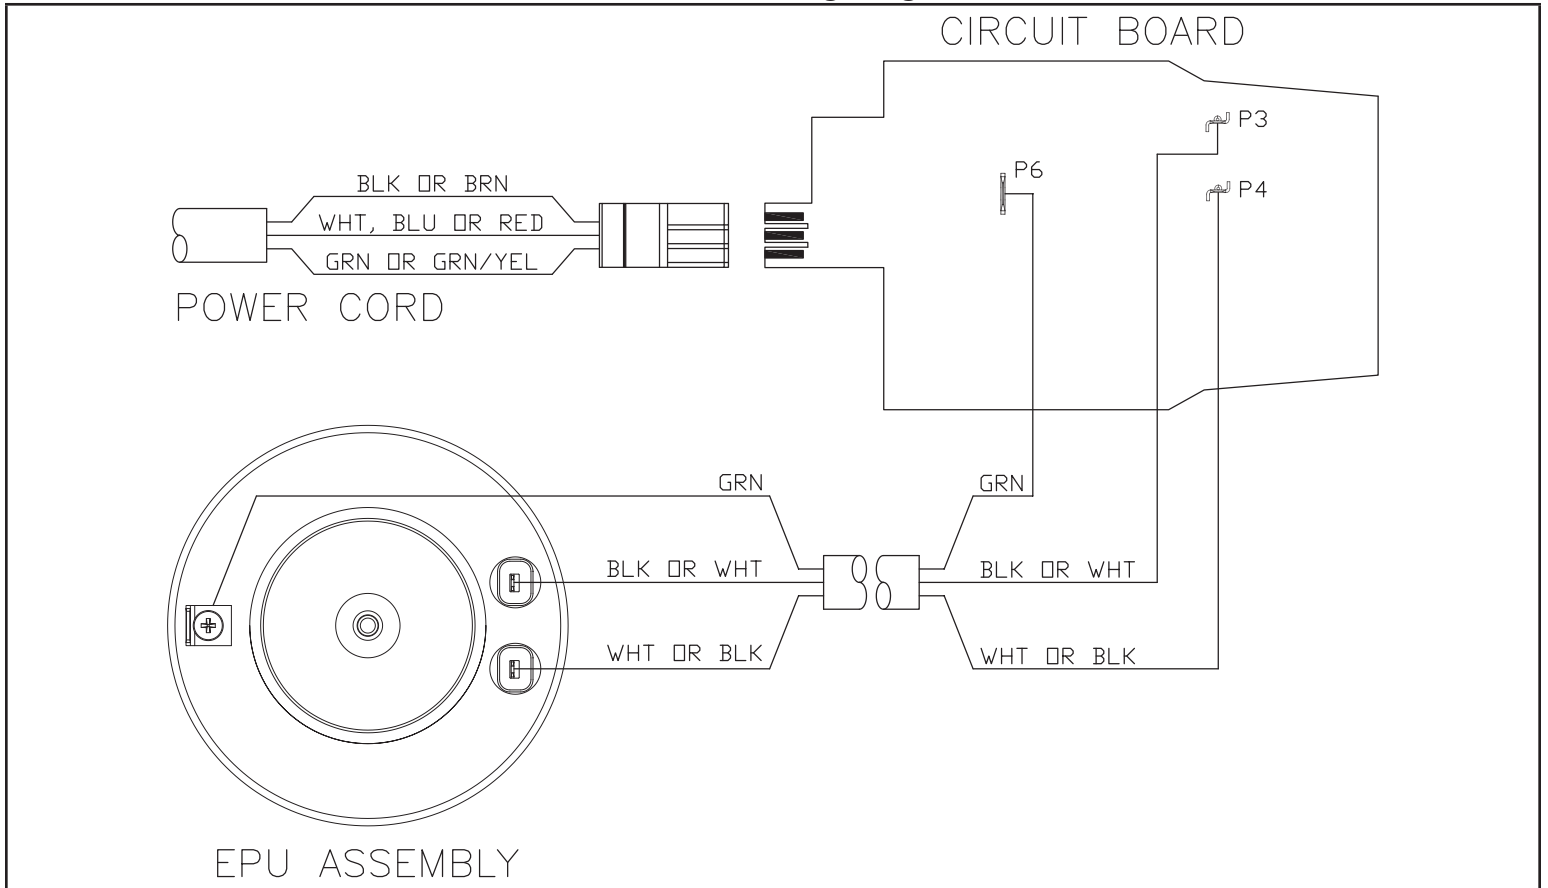 CIRCUIT BOARD
P3
P6
P4
BLK OR BRN
WHT, BLU OR RED
GRN OR GRN/YEL
POWER CORD
GRN
GRN
BLK OR WHT
BLK OR WHT
WHT OR BLK
WHT OR BLK
EPU ASSEMBLY